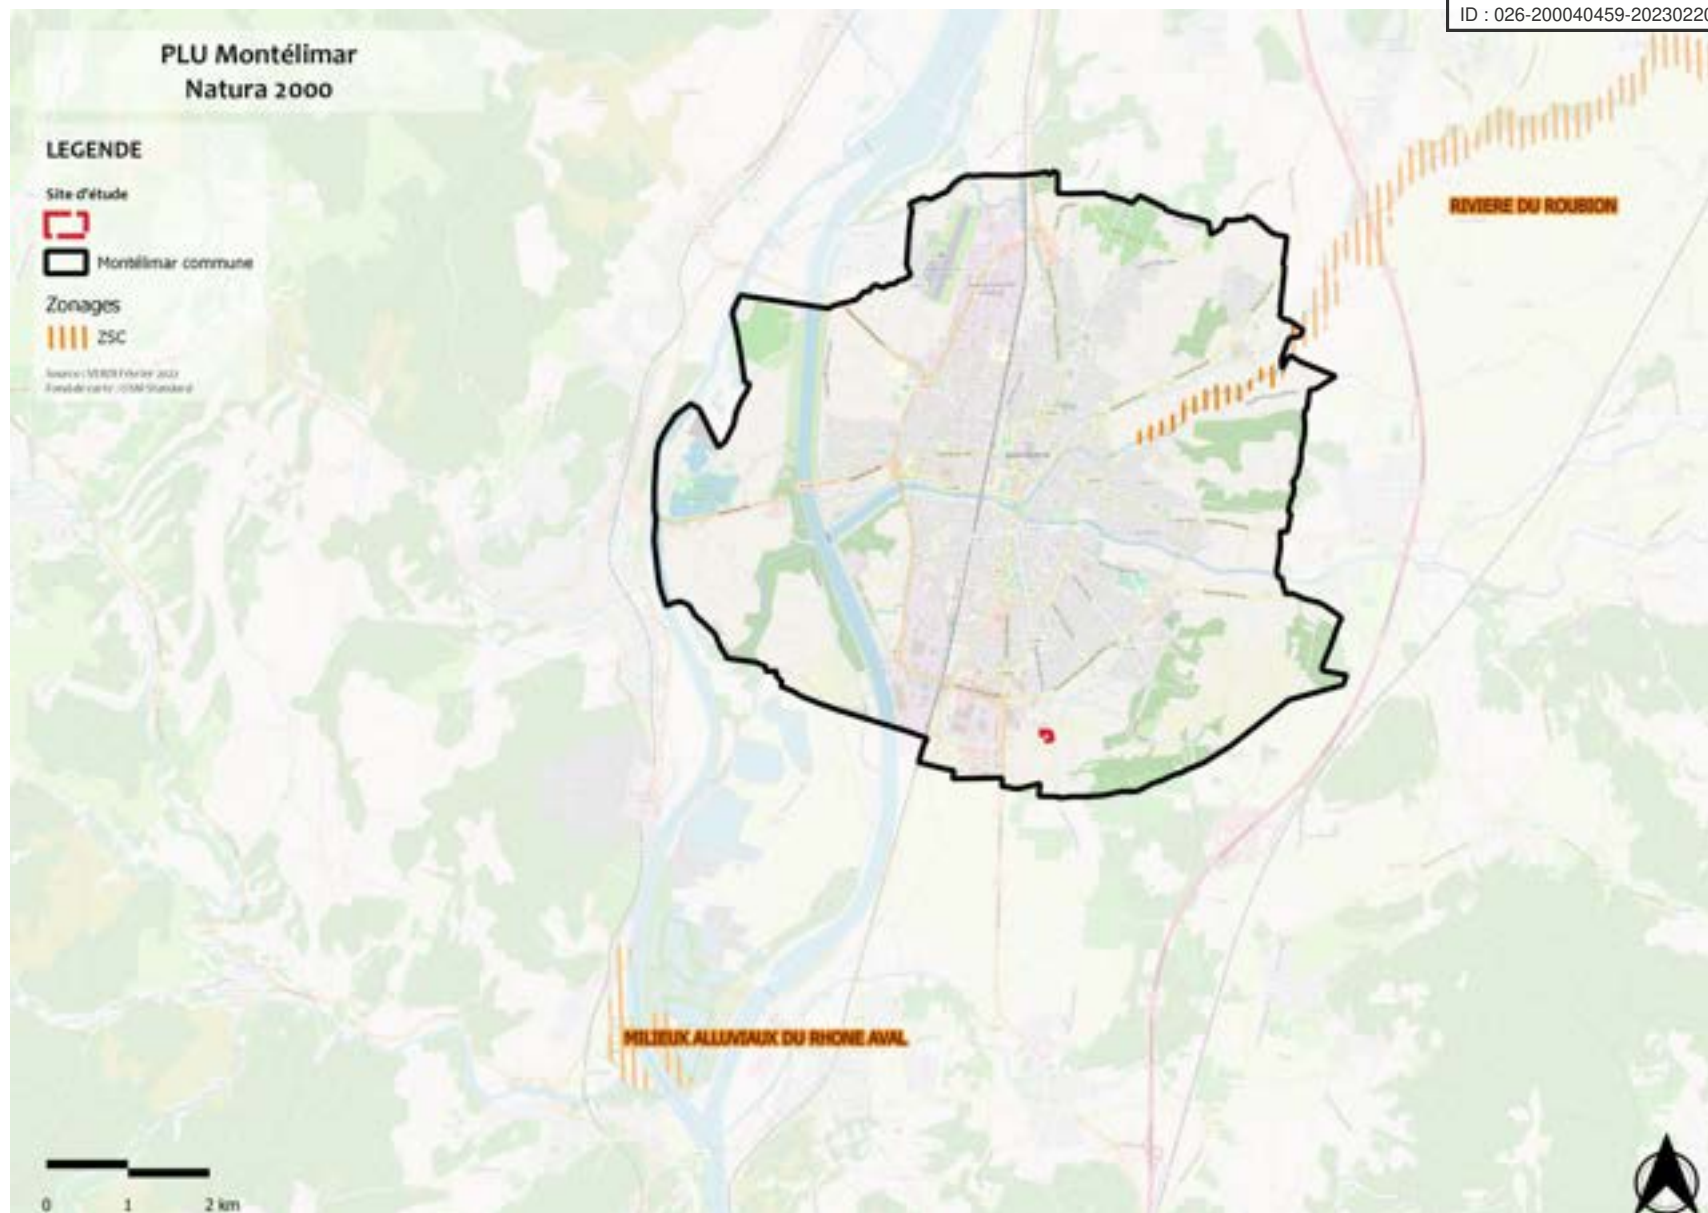 ID : 026-200040459-20230220
PLU Montélimar
Natura 2000
LEGENDE
Site d'étude
Montélimar commune
Zonages
ZSC
RIVIERE DU ROUBION
MILIEUX ALLUVIAUX DU RHONE AVAL
0 1 2 km